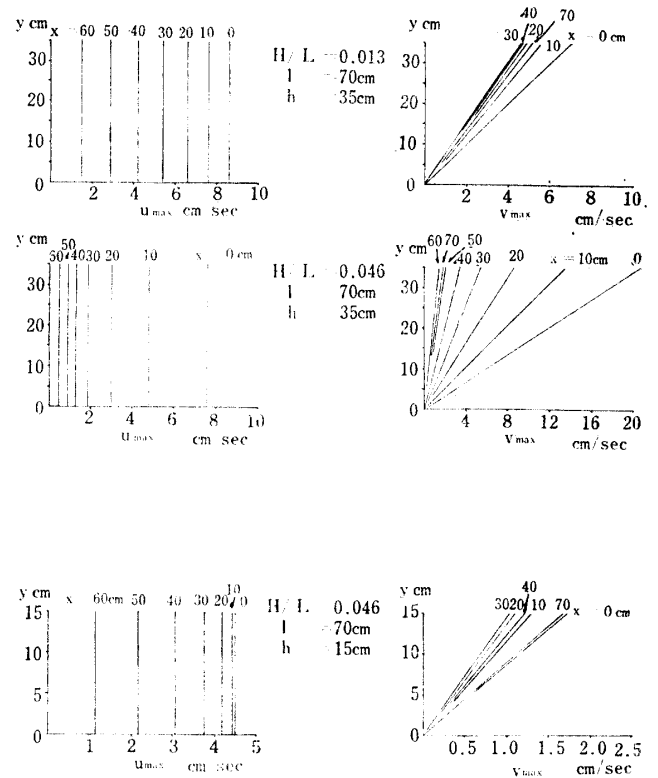 y cm x 60 50 40 30 20 10 0
30
20
10
0
2 4 6 8 10
u max cm sec
H/L = 0.013
l = 70cm
h 35cm
y cm
40 70
30 20 x = 0 cm
10
30
20
10
0
2 4 6 8 10
v max cm/sec
y cm
50
60 40 30 20 10 x 0 cm
30
20
10
0
2 4 6 8 10
u max cm sec
H/L = 0.046
l 70cm
h 35cm
y cm
60 70 50
40 30 20 x = 10cm 0
30
20
10
0
4 8 12 16 20
v max cm/sec
y cm x 60cm 50 40 30 20 10 0
15
10
5
0
1 2 3 4 5
u max cm sec
H/L 0.046
l = 70cm
h 15cm
y cm
40
30 20 10 70 x = 0 cm
15
10
5
0
0.5 1.0 1.5 2.0 2.5
v max cm/sec